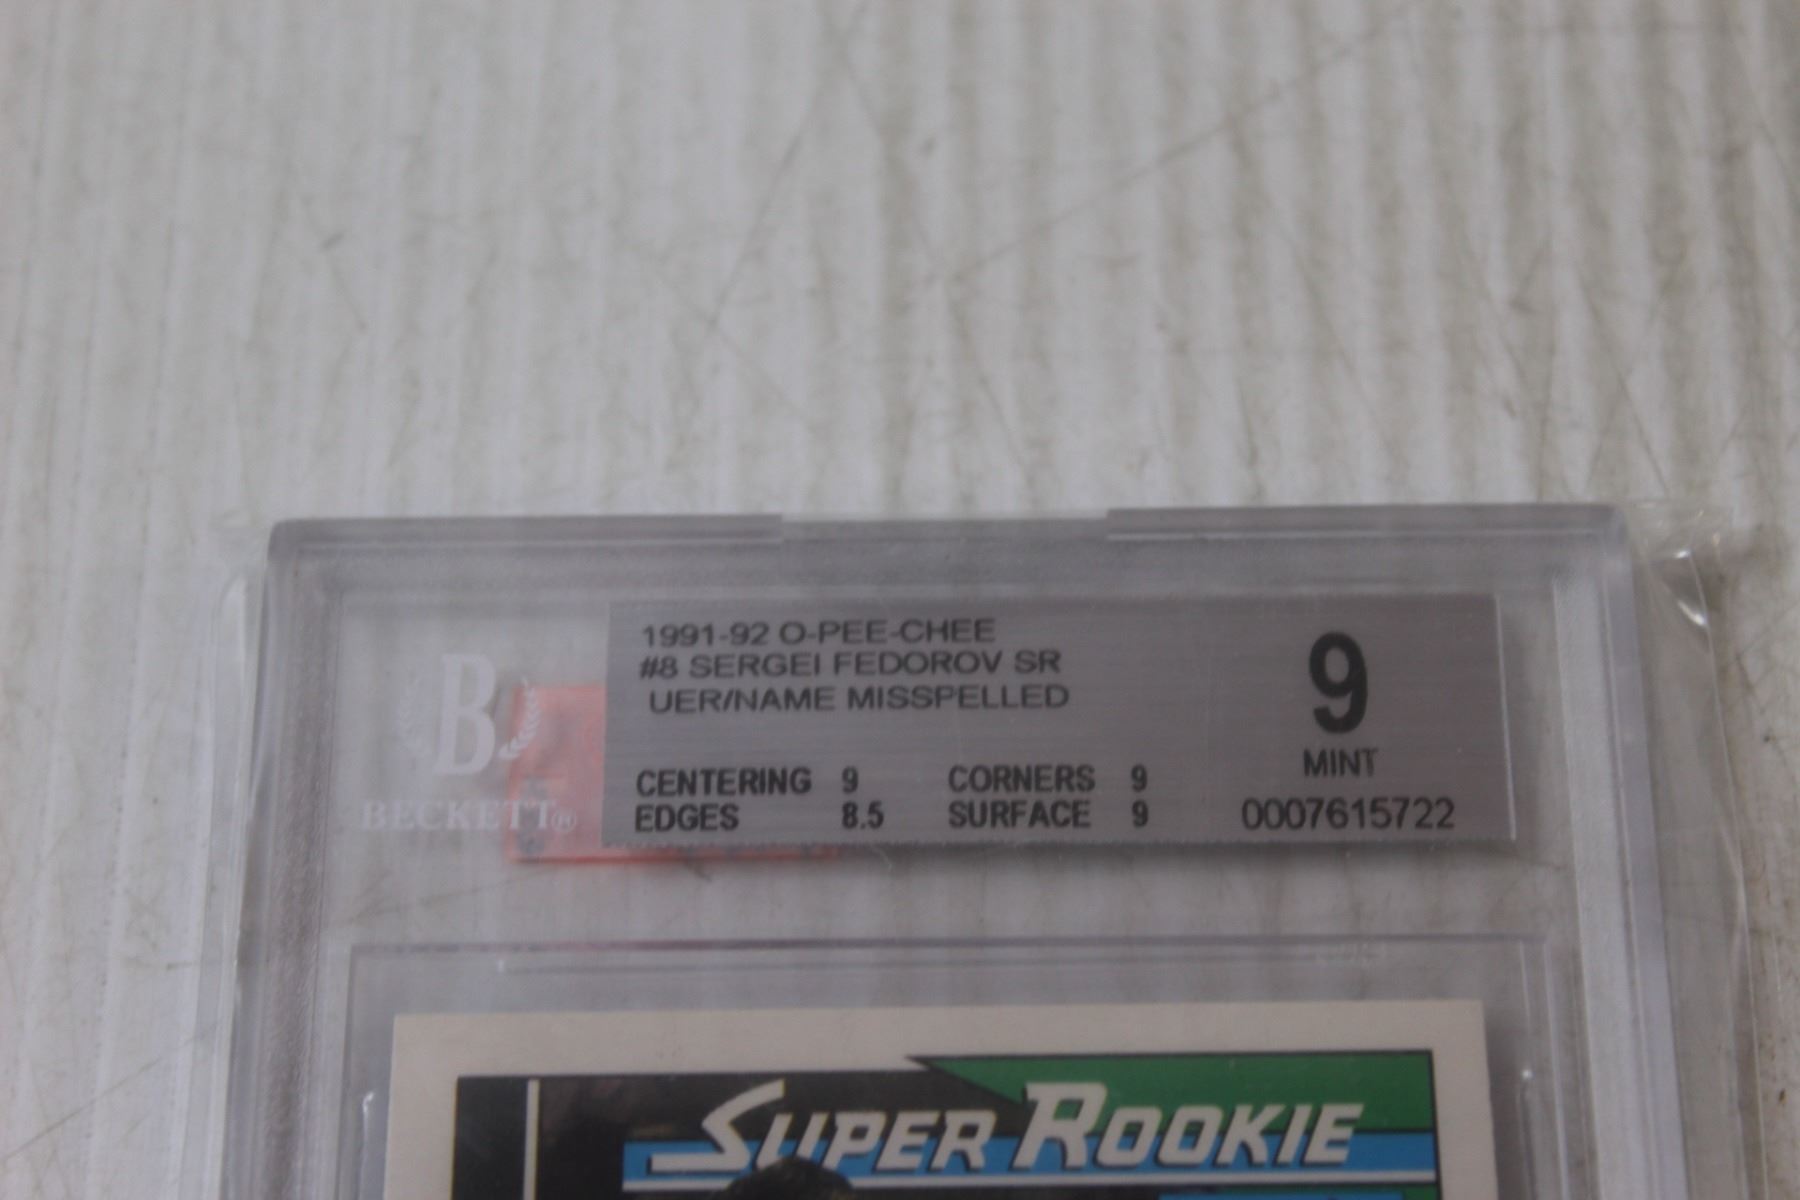 1991-92 O-PEE-CHEE
#8 SERGEI FEDOROV SR
UER/NAME MISSPELLED
9
MINT
CENTERING 9 CORNERS 9
EDGES 8.5 SURFACE 9
0007615722
B
BECKETT®
SUPER ROOKIE